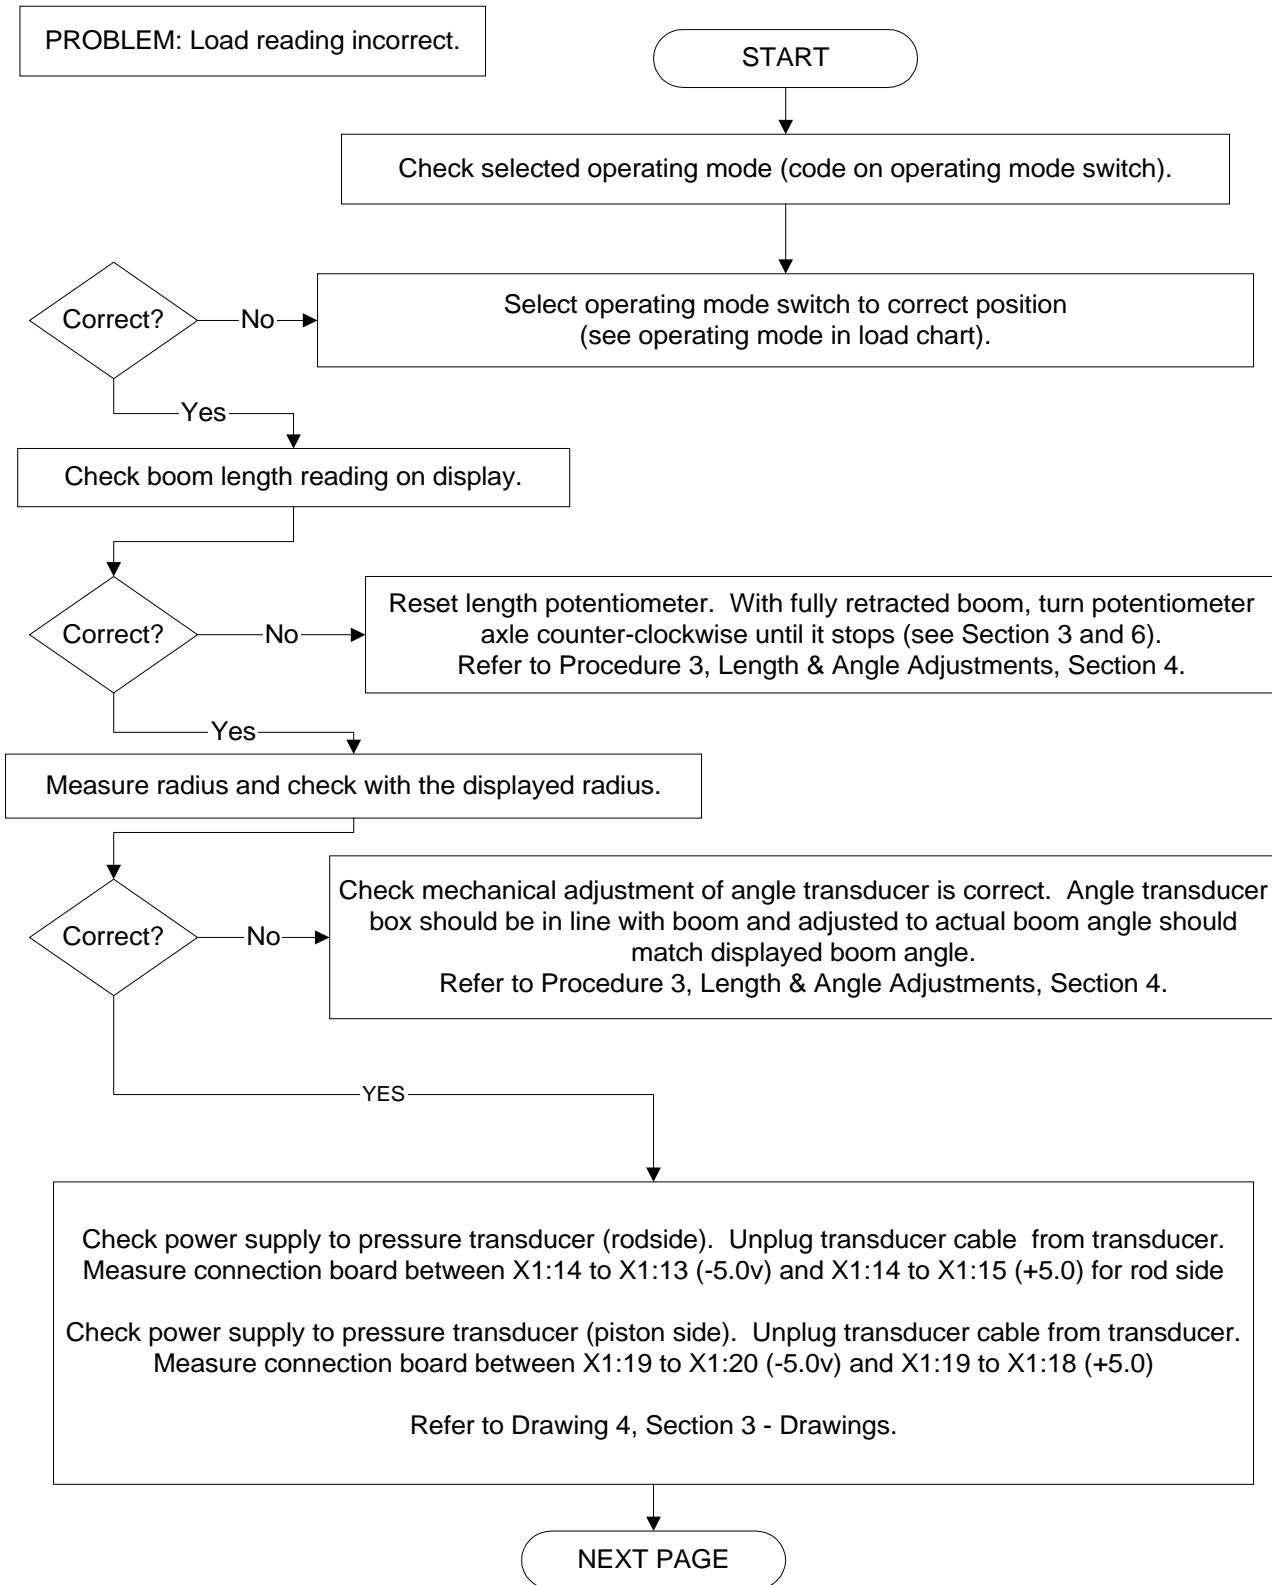 PROBLEM: Load reading incorrect.
START
Check selected operating mode (code on operating mode switch).
Select operating mode switch to correct position
(see operating mode in load chart).
Correct?
No
Yes
Check boom length reading on display.
Correct?
No
Reset length potentiometer.  With fully retracted boom, turn potentiometer
axle counter-clockwise until it stops (see Section 3 and 6).
Refer to Procedure 3, Length & Angle Adjustments, Section 4.
Yes
Measure radius and check with the displayed radius.
Correct?
No
Check mechanical adjustment of angle transducer is correct.  Angle transducer
box should be in line with boom and adjusted to actual boom angle should
match displayed boom angle.
Refer to Procedure 3, Length & Angle Adjustments, Section 4.
YES
Check power supply to pressure transducer (rodside).  Unplug transducer cable  from transducer.
Measure connection board between X1:14 to X1:13 (-5.0v) and X1:14 to X1:15 (+5.0) for rod side
Check power supply to pressure transducer (piston side).  Unplug transducer cable from transducer.
Measure connection board between X1:19 to X1:20 (-5.0v) and X1:19 to X1:18 (+5.0)
Refer to Drawing 4, Section 3 - Drawings.
NEXT PAGE